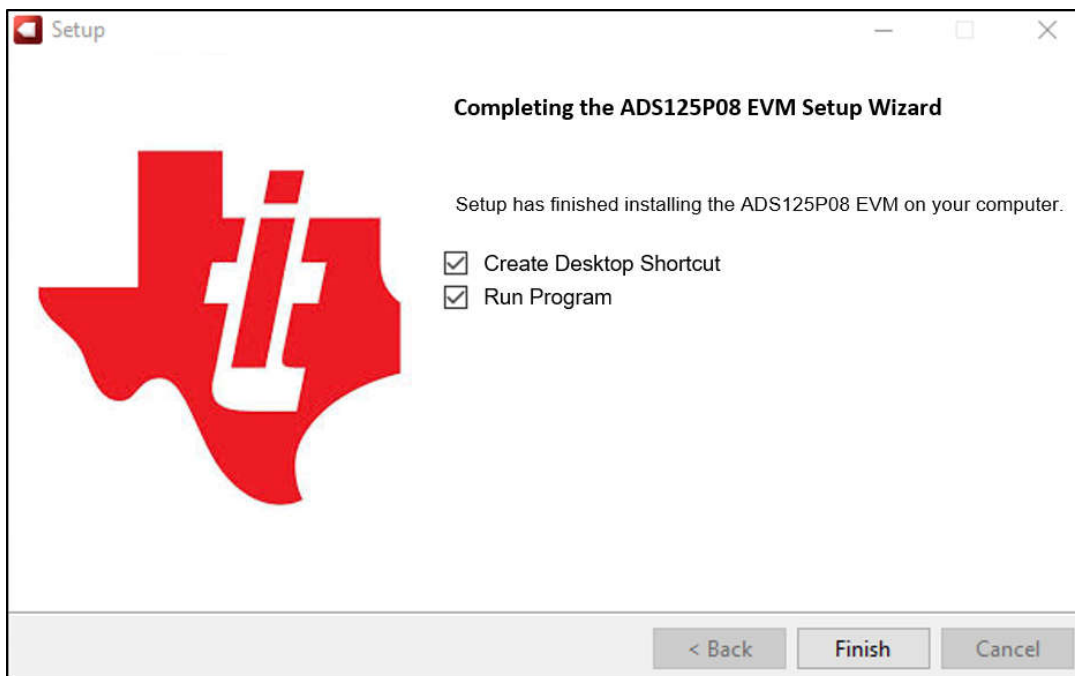 Setup
Completing the ADS125P08 EVM Setup Wizard
Setup has finished installing the ADS125P08 EVM on your computer.
Create Desktop Shortcut
Run Program
< Back Finish Cancel